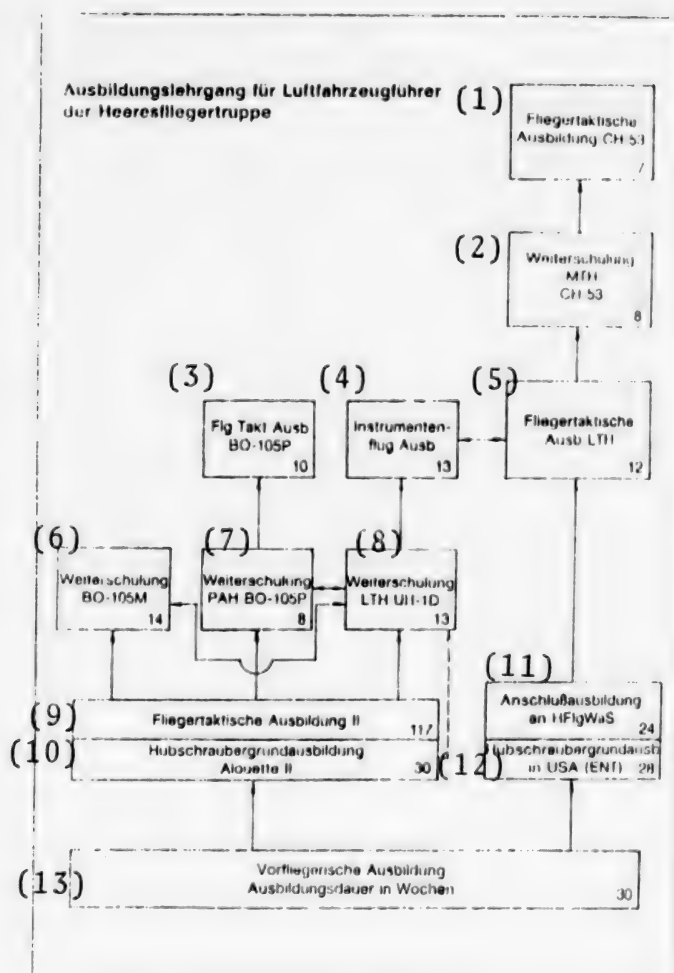 Ausbildungslehrgang für Luftfahrzeugführer
der Heeresfliegertruppe
(1)
Fliegertaktische
Ausbildung CH 53
7
(2)
Weiterschulung
MTH
CH 53
8
(3)
Flg Takt Ausb
BO-105P
10
(4)
Instrumenten-
flug Ausb
13
(5)
Fliegertaktische
Ausb LTH
12
(6)
Weiterschulung
BO-105M
14
(7)
Weiterschulung
PAH BO-105P
8
(8)
Weiterschulung
LTH UH-1D
13
(9)
Fliegertaktische Ausbildung II
117
(10)
Hubschraubergrundausbildung
Alouette II
30
(11)
Anschlußausbildung
an HFlgWaS
24
(12)
Hubschraubergrundausb
in USA (ENT)
28
(13)
Vorfliegerische Ausbildung
Ausbildungsdauer in Wochen
30